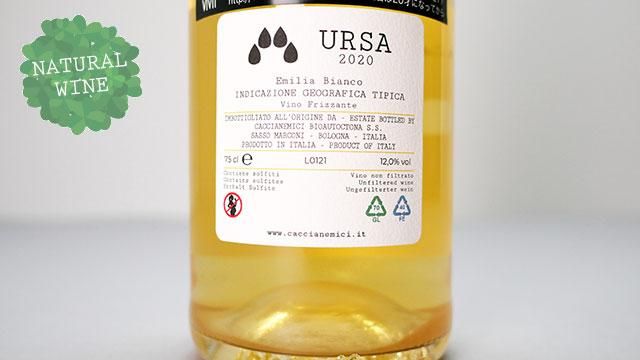 NATURAL
WINE
URSA
2020
Emilia Bianco
INDICAZIONE GEOGRAFICA TIPICA
Vino Frizzante
IMBOTTIGLIATO ALL'ORIGINE DA - ESTATE BOTTLED BY
CACCIANEMICI BIOAUTOCTONA S.S.
SASSO MARCONI - BOLOGNA - ITALIA
PRODOTTO IN ITALIA - PRODUCT OF ITALY
75 cl e L0121 12,0% vol
Contiene solfiti
Contains sulfites
Enthält Sulfite
Vino non filtrato
Unfiltered wine
Ungefilterter wein
70
GL
40
FE
www.caccianemici.it